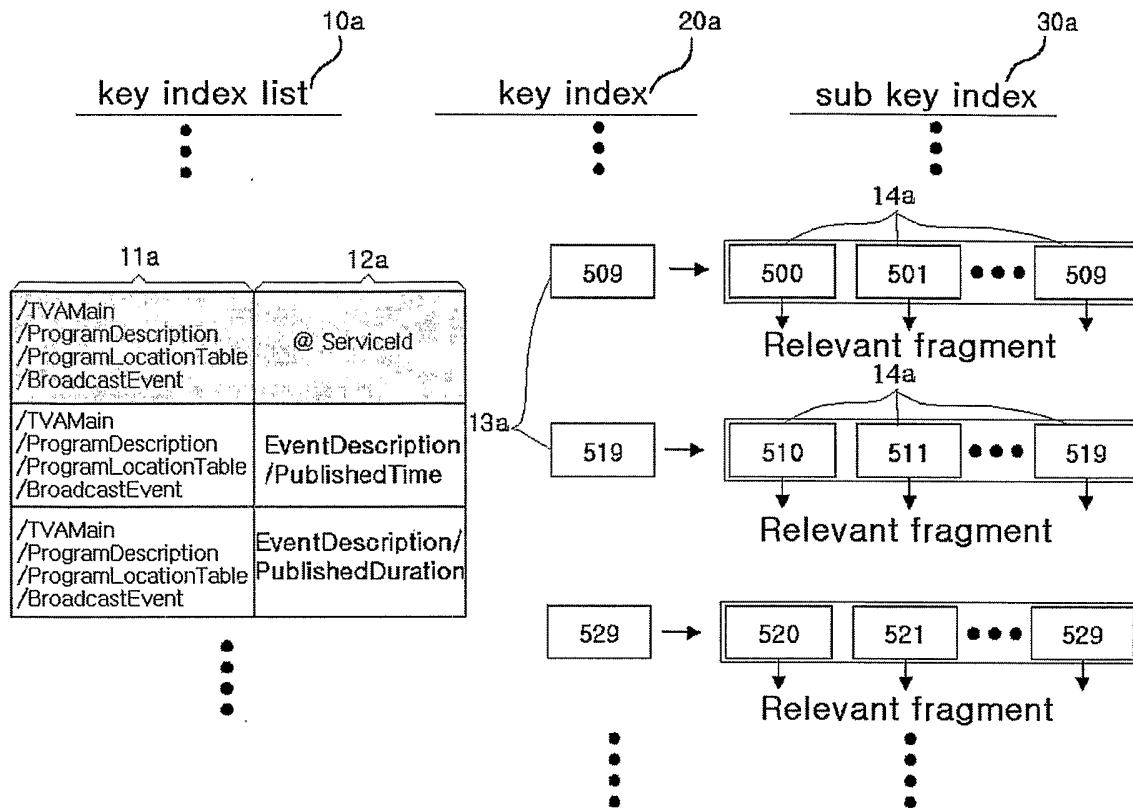 10a
20a
30a
key index list
key index
sub key index
14a
11a
12a
509
500
501
509
/TVAMain
/ProgramDescription
/ProgramLocationTable
/BroadcastEvent
@ ServiceId
Relevant fragment
14a
13a
/TVAMain
/ProgramDescription
/ProgramLocationTable
/BroadcastEvent
EventDescription
/PublishedTime
519
510
511
519
Relevant fragment
/TVAMain
/ProgramDescription
/ProgramLocationTable
/BroadcastEvent
EventDescription/
PublishedDuration
529
520
521
529
Relevant fragment